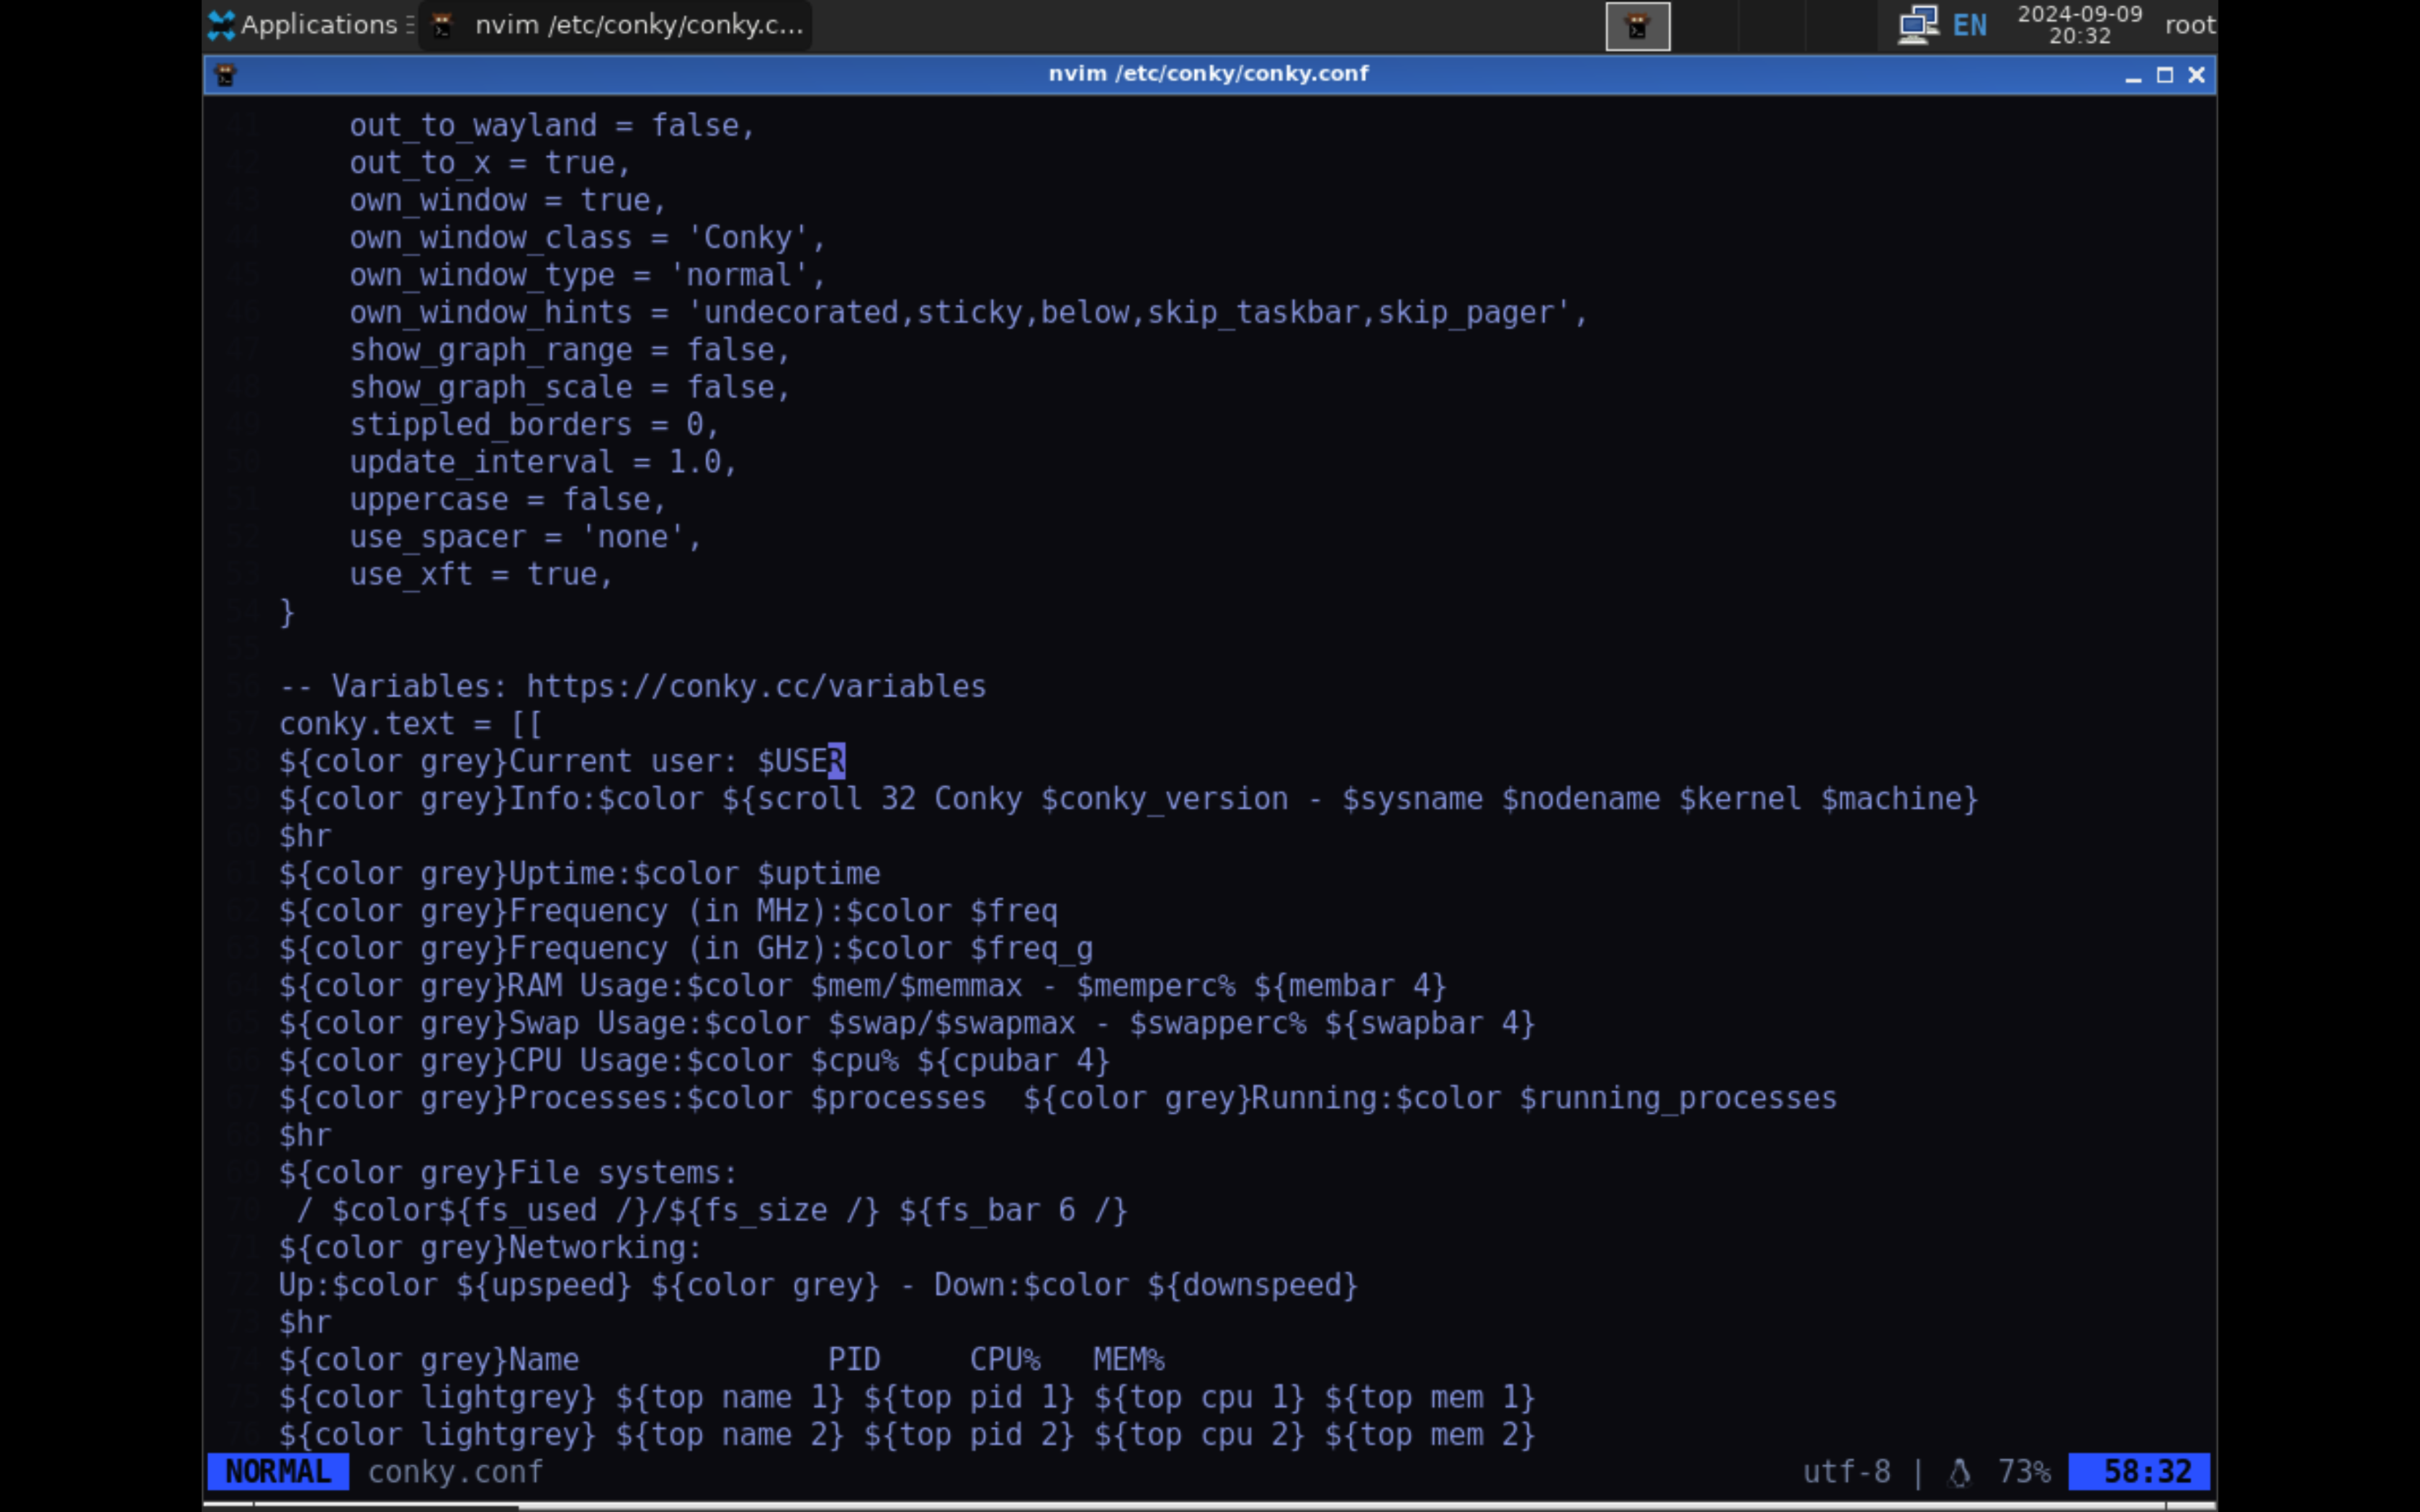 Applications nvim /etc/conky/conky.c... EN 2024-09-09 root
20:32
nvim /etc/conky/conky.conf
    out_to_wayland = false,
    out_to_x = true,
    own_window = true,
    own_window_class = 'Conky',
    own_window_type = 'normal',
    own_window_hints = 'undecorated,sticky,below,skip_taskbar,skip_pager',
    show_graph_range = false,
    show_graph_scale = false,
    stippled_borders = 0,
    update_interval = 1.0,
    uppercase = false,
    use_spacer = 'none',
    use_xft = true,
}
-- Variables: https://conky.cc/variables
conky.text = [[
${color grey}Current user: $USER
${color grey}Info:$color ${scroll 32 Conky $conky_version - $sysname $nodename $kernel $machine}
$hr
${color grey}Uptime:$color $uptime
${color grey}Frequency (in MHz):$color $freq
${color grey}Frequency (in GHz):$color $freq_g
${color grey}RAM Usage:$color $mem/$memmax - $memperc% ${membar 4}
${color grey}Swap Usage:$color $swap/$swapmax - $swapperc% ${swapbar 4}
${color grey}CPU Usage:$color $cpu% ${cpubar 4}
${color grey}Processes:$color $processes  ${color grey}Running:$color $running_processes
$hr
${color grey}File systems:
 / $color${fs_used /}/${fs_size /} ${fs_bar 6 /}
${color grey}Networking:
Up:$color ${upspeed} ${color grey} - Down:$color ${downspeed}
$hr
${color grey}Name              PID     CPU%   MEM%
${color lightgrey} ${top name 1} ${top pid 1} ${top cpu 1} ${top mem 1}
${color lightgrey} ${top name 2} ${top pid 2} ${top cpu 2} ${top mem 2}
NORMAL conky.conf utf-8 | 73% 58:32